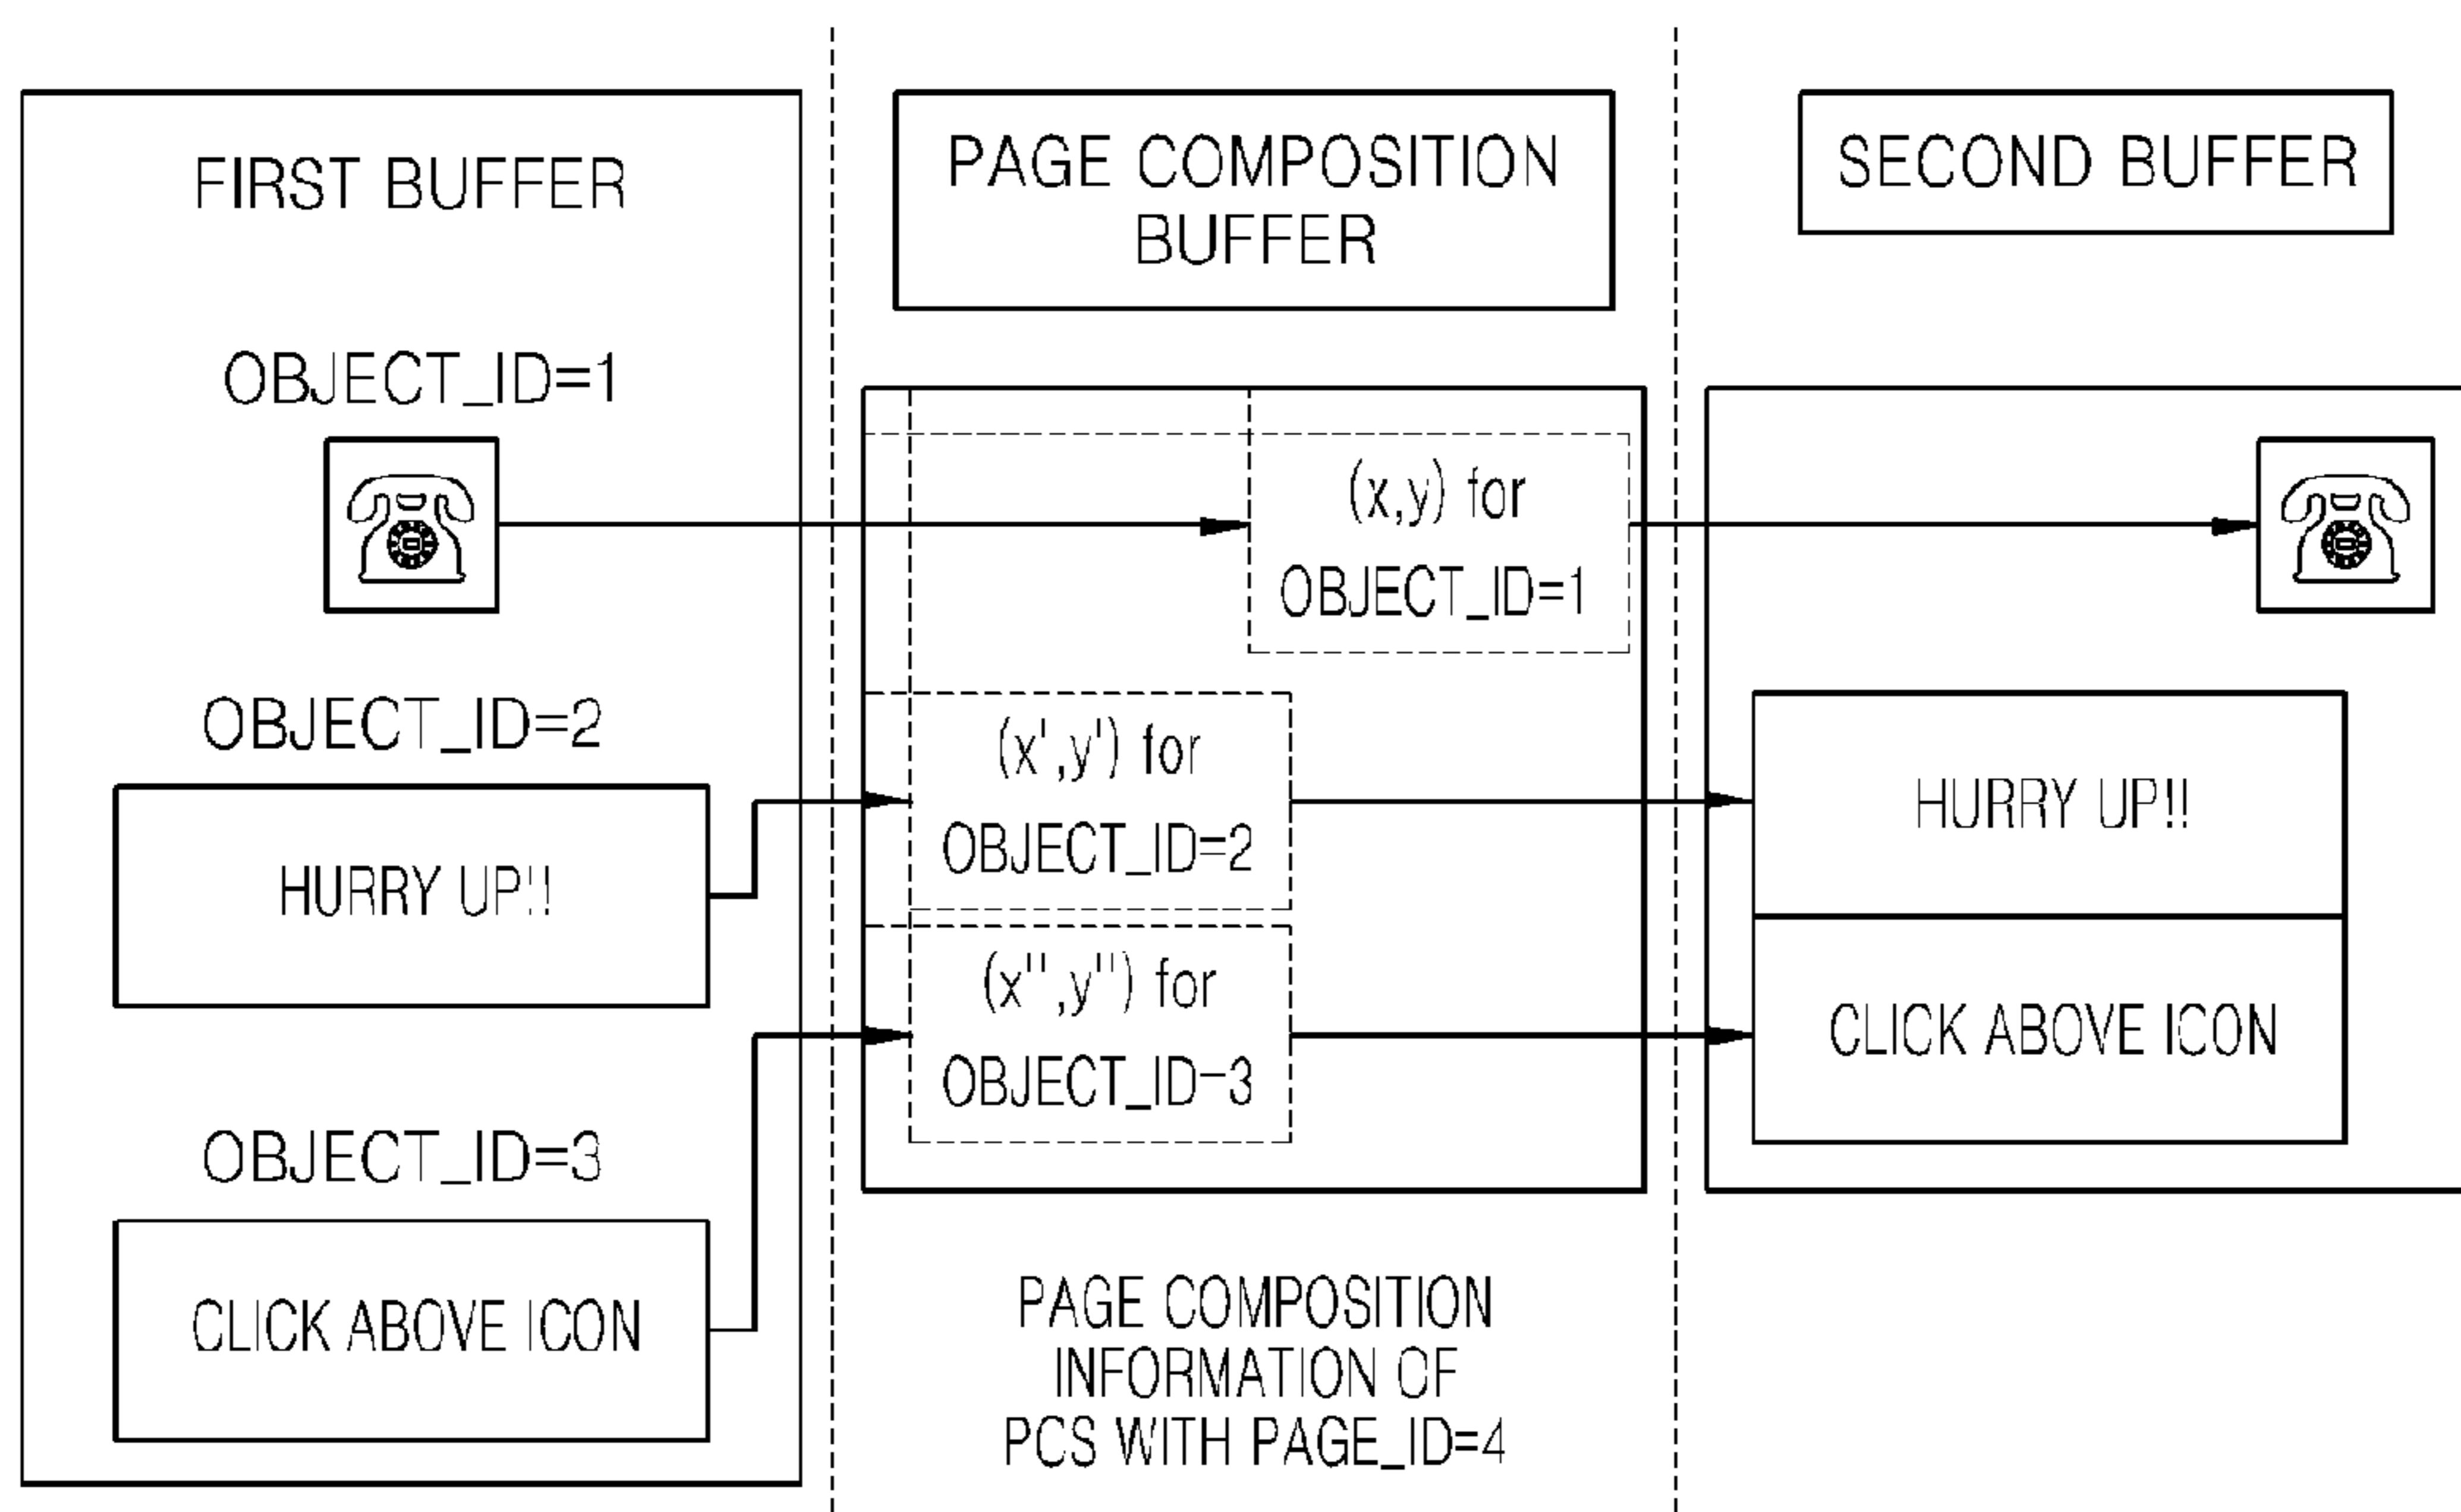 FIRST BUFFER
OBJECT_ID=1
OBJECT_ID=2
HURRY UP!!
OBJECT_ID=3
CLICK ABOVE ICON
PAGE COMPOSITION
BUFFER
(x,y) for
OBJECT_ID=1
(x',y') for
OBJECT_ID=2
(x'',y'') for
OBJECT_ID=3
PAGE COMPOSITION
INFORMATION OF
PCS WITH PAGE_ID=4
SECOND BUFFER
HURRY UP!!
CLICK ABOVE ICON